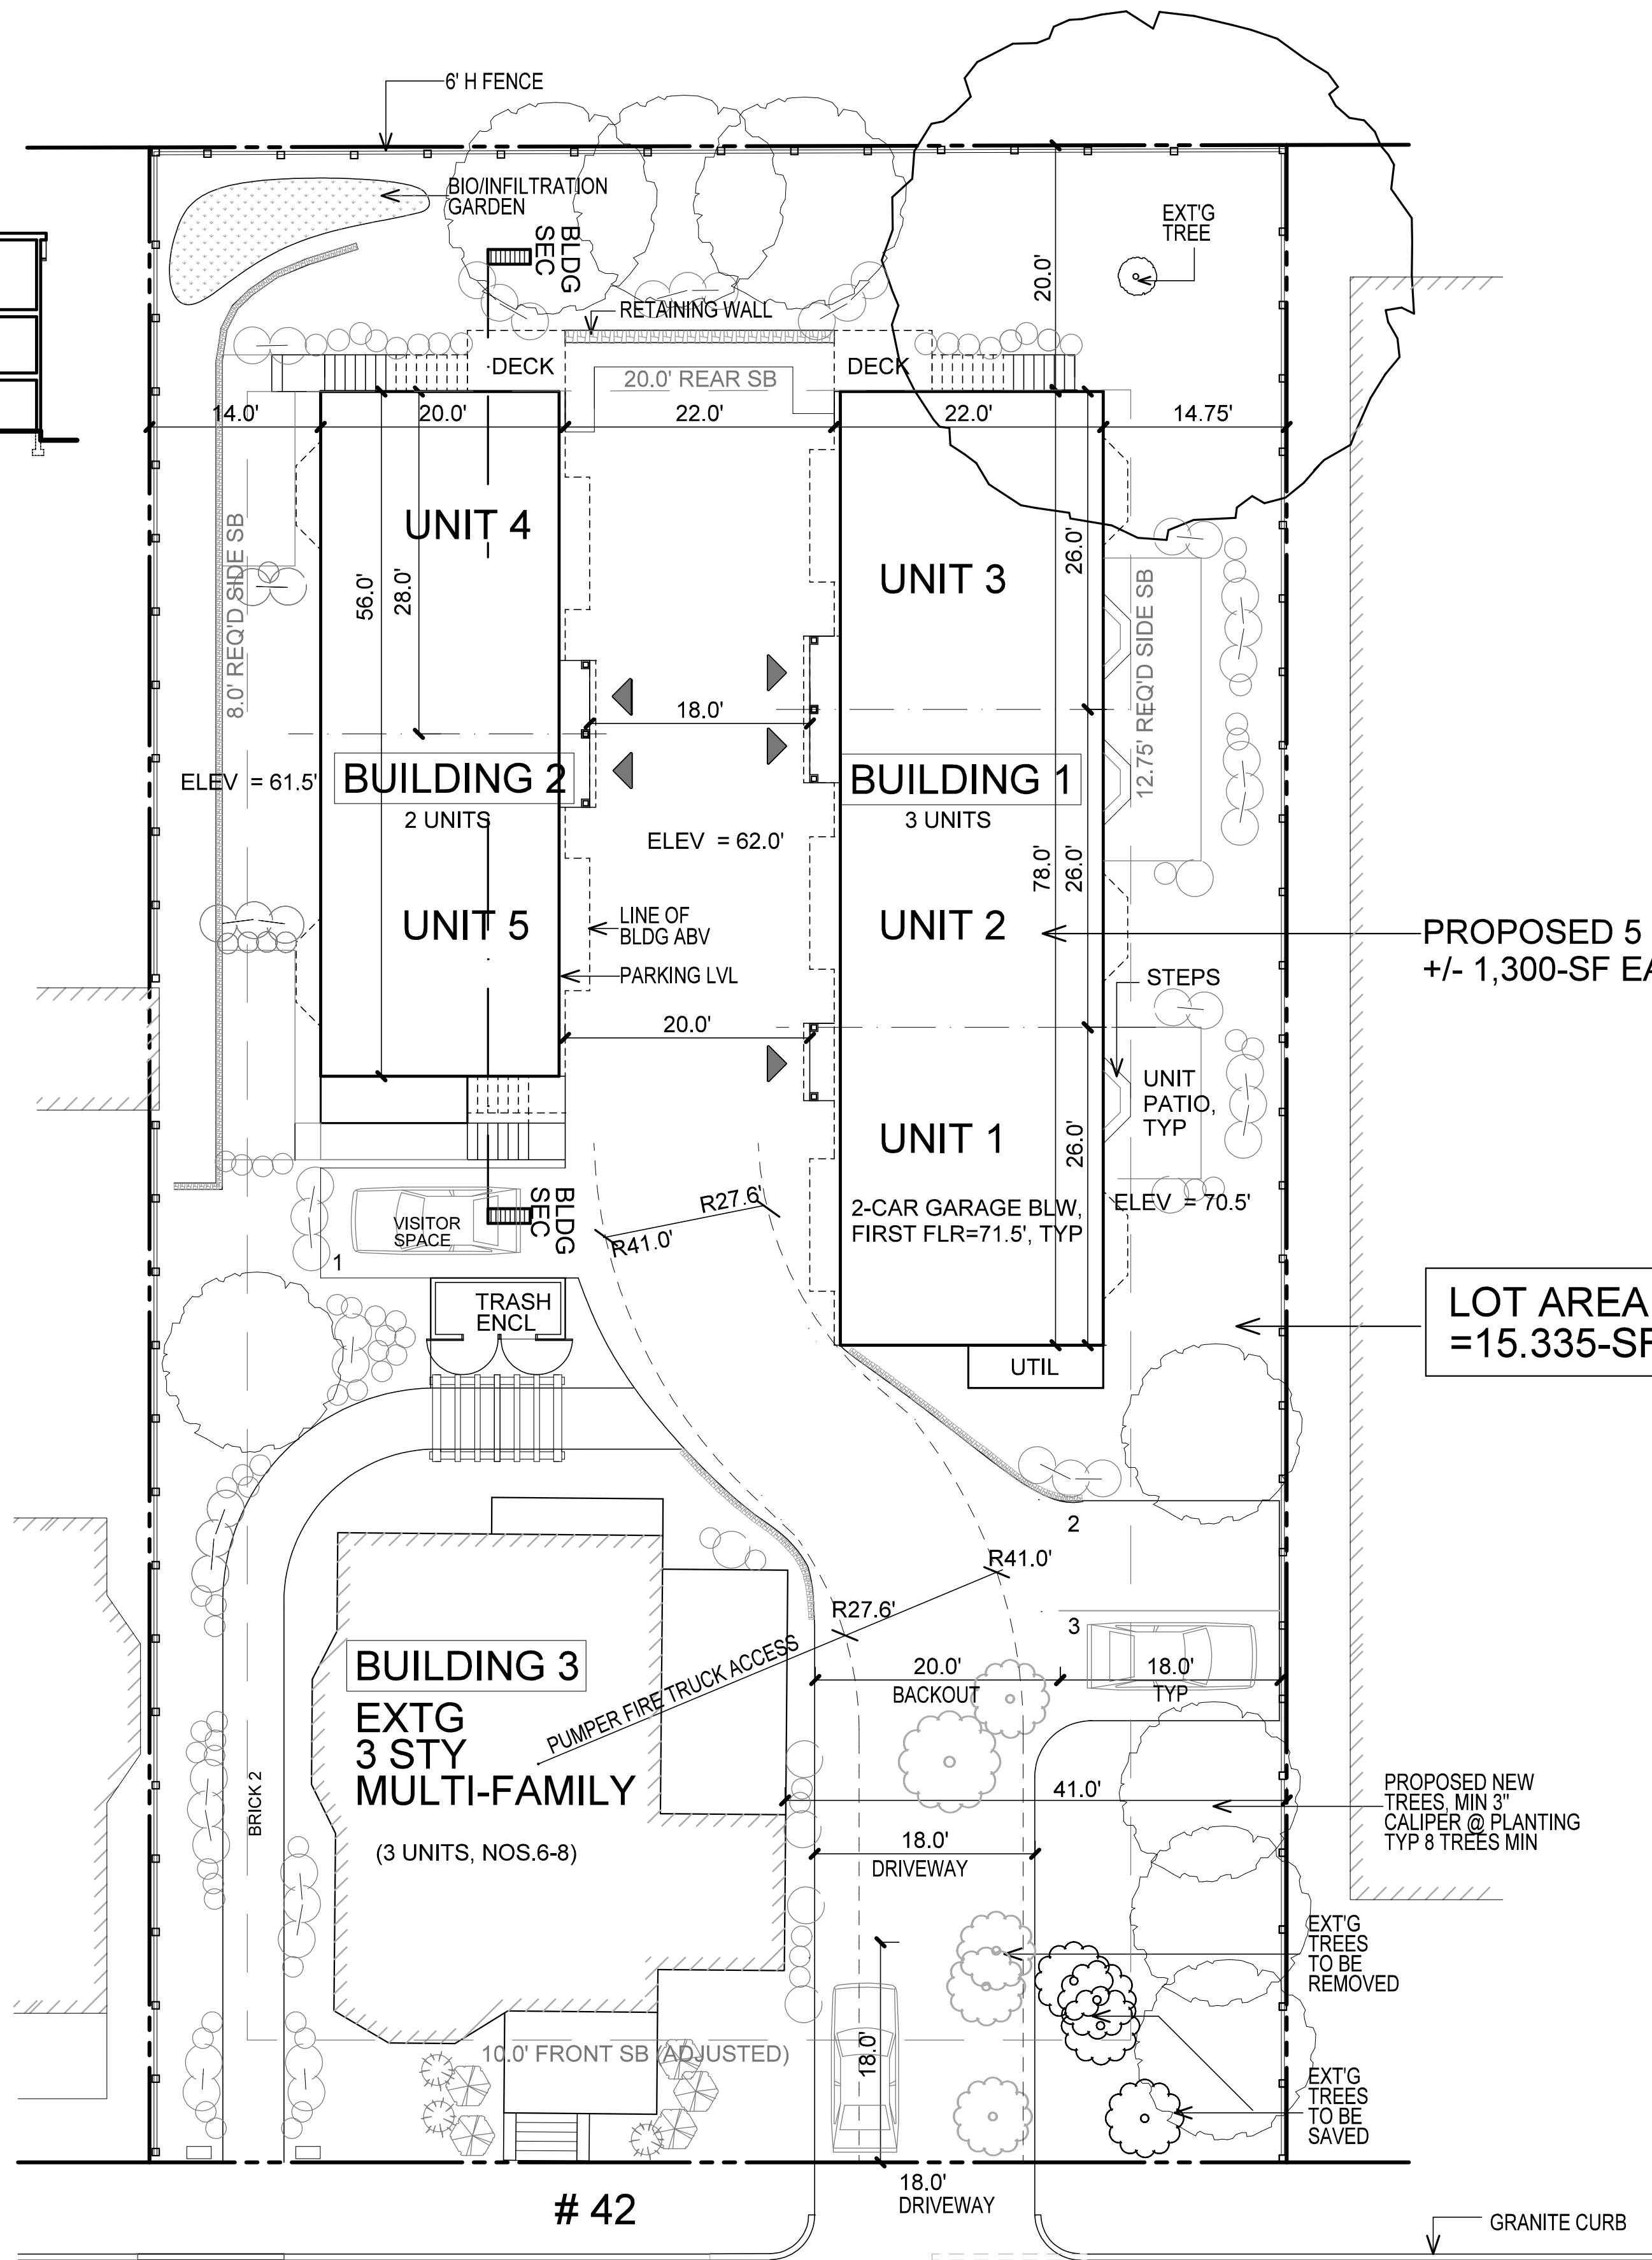 6' H FENCE
BIO/INFILTRATION
GARDEN
BLDG
SEC
EXT'G
TREE
20.0'
RETAINING WALL
DECK
DECK
20.0' REAR SB
14.0'
20.0'
22.0'
22.0'
14.75'
UNIT 4
UNIT 3
56.0'
28.0'
26.0'
8.0' REQ'D SIDE SB
12.75' REQ'D SIDE SB
18.0'
ELEV = 61.5'
BUILDING 2
2 UNITS
BUILDING 1
3 UNITS
ELEV = 62.0'
78.0'
26.0'
UNIT 5
LINE OF
BLDG ABV
PARKING LVL
UNIT 2
PROPOSED 5
+/- 1,300-SF EA
STEPS
20.0'
UNIT
PATIO,
TYP
UNIT 1
26.0'
2-CAR GARAGE BLW,
FIRST FLR=71.5', TYP
ELEV = 70.5'
R27.6'
R41.0'
VISITOR
SPACE
BLDG
SEC
1
TRASH
ENCL
LOT AREA
=15.335-SF
UTIL
2
R41.0'
R27.6'
3
PUMPER FIRE TRUCK ACCESS
BUILDING 3
EXTG
3 STY
MULTI-FAMILY
(3 UNITS, NOS.6-8)
20.0'
BACKOUT
18.0'
TYP
BRICK 2
41.0'
PROPOSED NEW
TREES, MIN 3"
CALIPER @ PLANTING
TYP 8 TREES MIN
18.0'
DRIVEWAY
EXT'G
TREES
TO BE
REMOVED
10.0' FRONT SB (ADJUSTED)
18.0'
EXT'G
TREES
TO BE
SAVED
18.0'
DRIVEWAY
# 42
GRANITE CURB